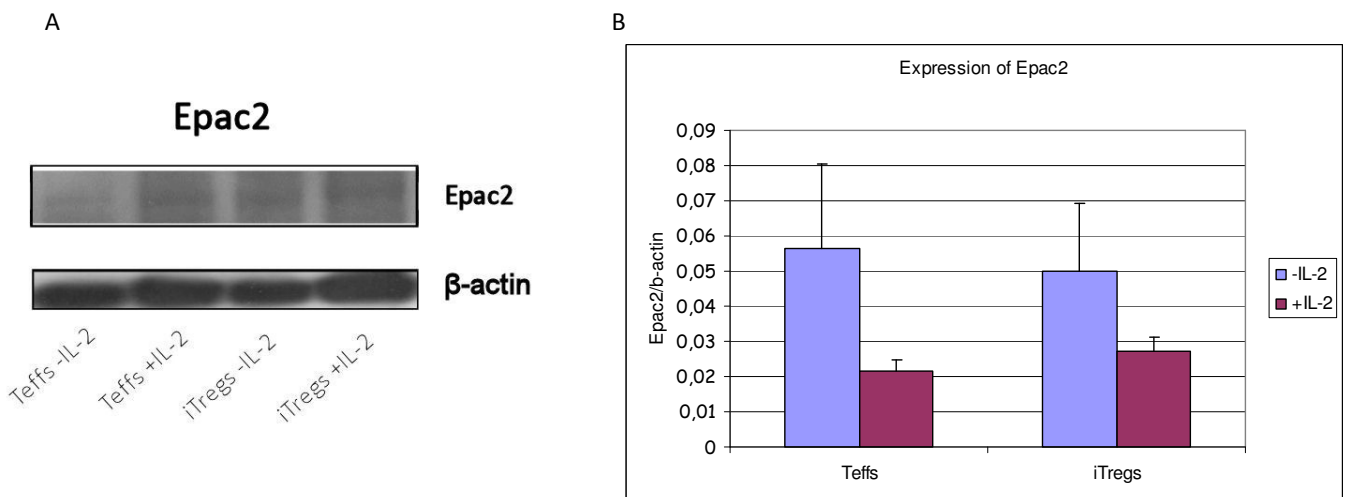 A
Epac2
Epac2
β-actin
Teffs -IL-2
Teffs +IL-2
iTregs -IL-2
iTregs +IL-2
B
Expression of Epac2
Epac2/b-actin
0,09
0,08
0,07
0,06
0,05
0,04
0,03
0,02
0,01
0
Teffs
iTregs
-IL-2
+IL-2